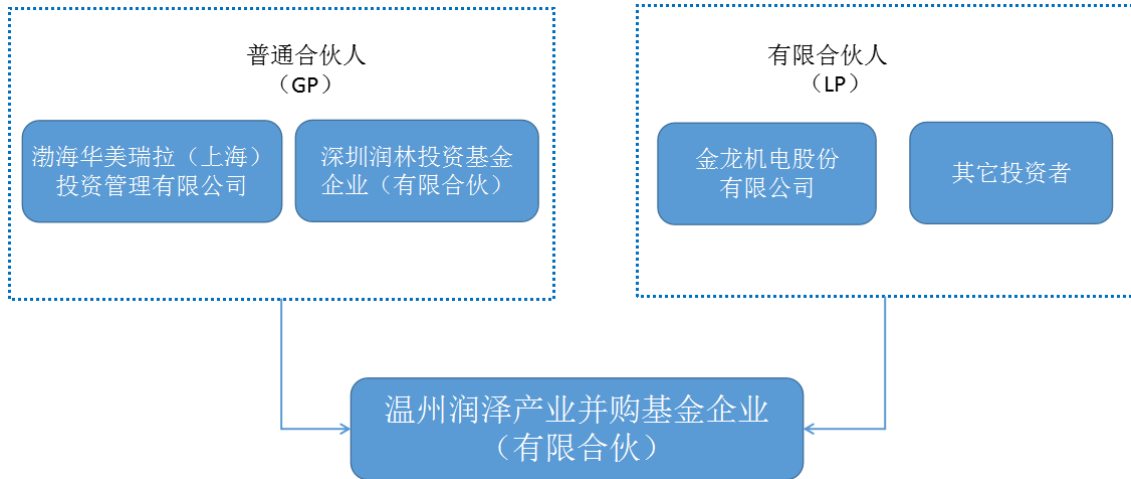 普通合伙人
（GP）
渤海华美瑞拉（上海）
投资管理有限公司
深圳润林投资基金
企业（有限合伙）
有限合伙人
（LP）
金龙机电股份
有限公司
其它投资者
温州润泽产业并购基金企业
（有限合伙）